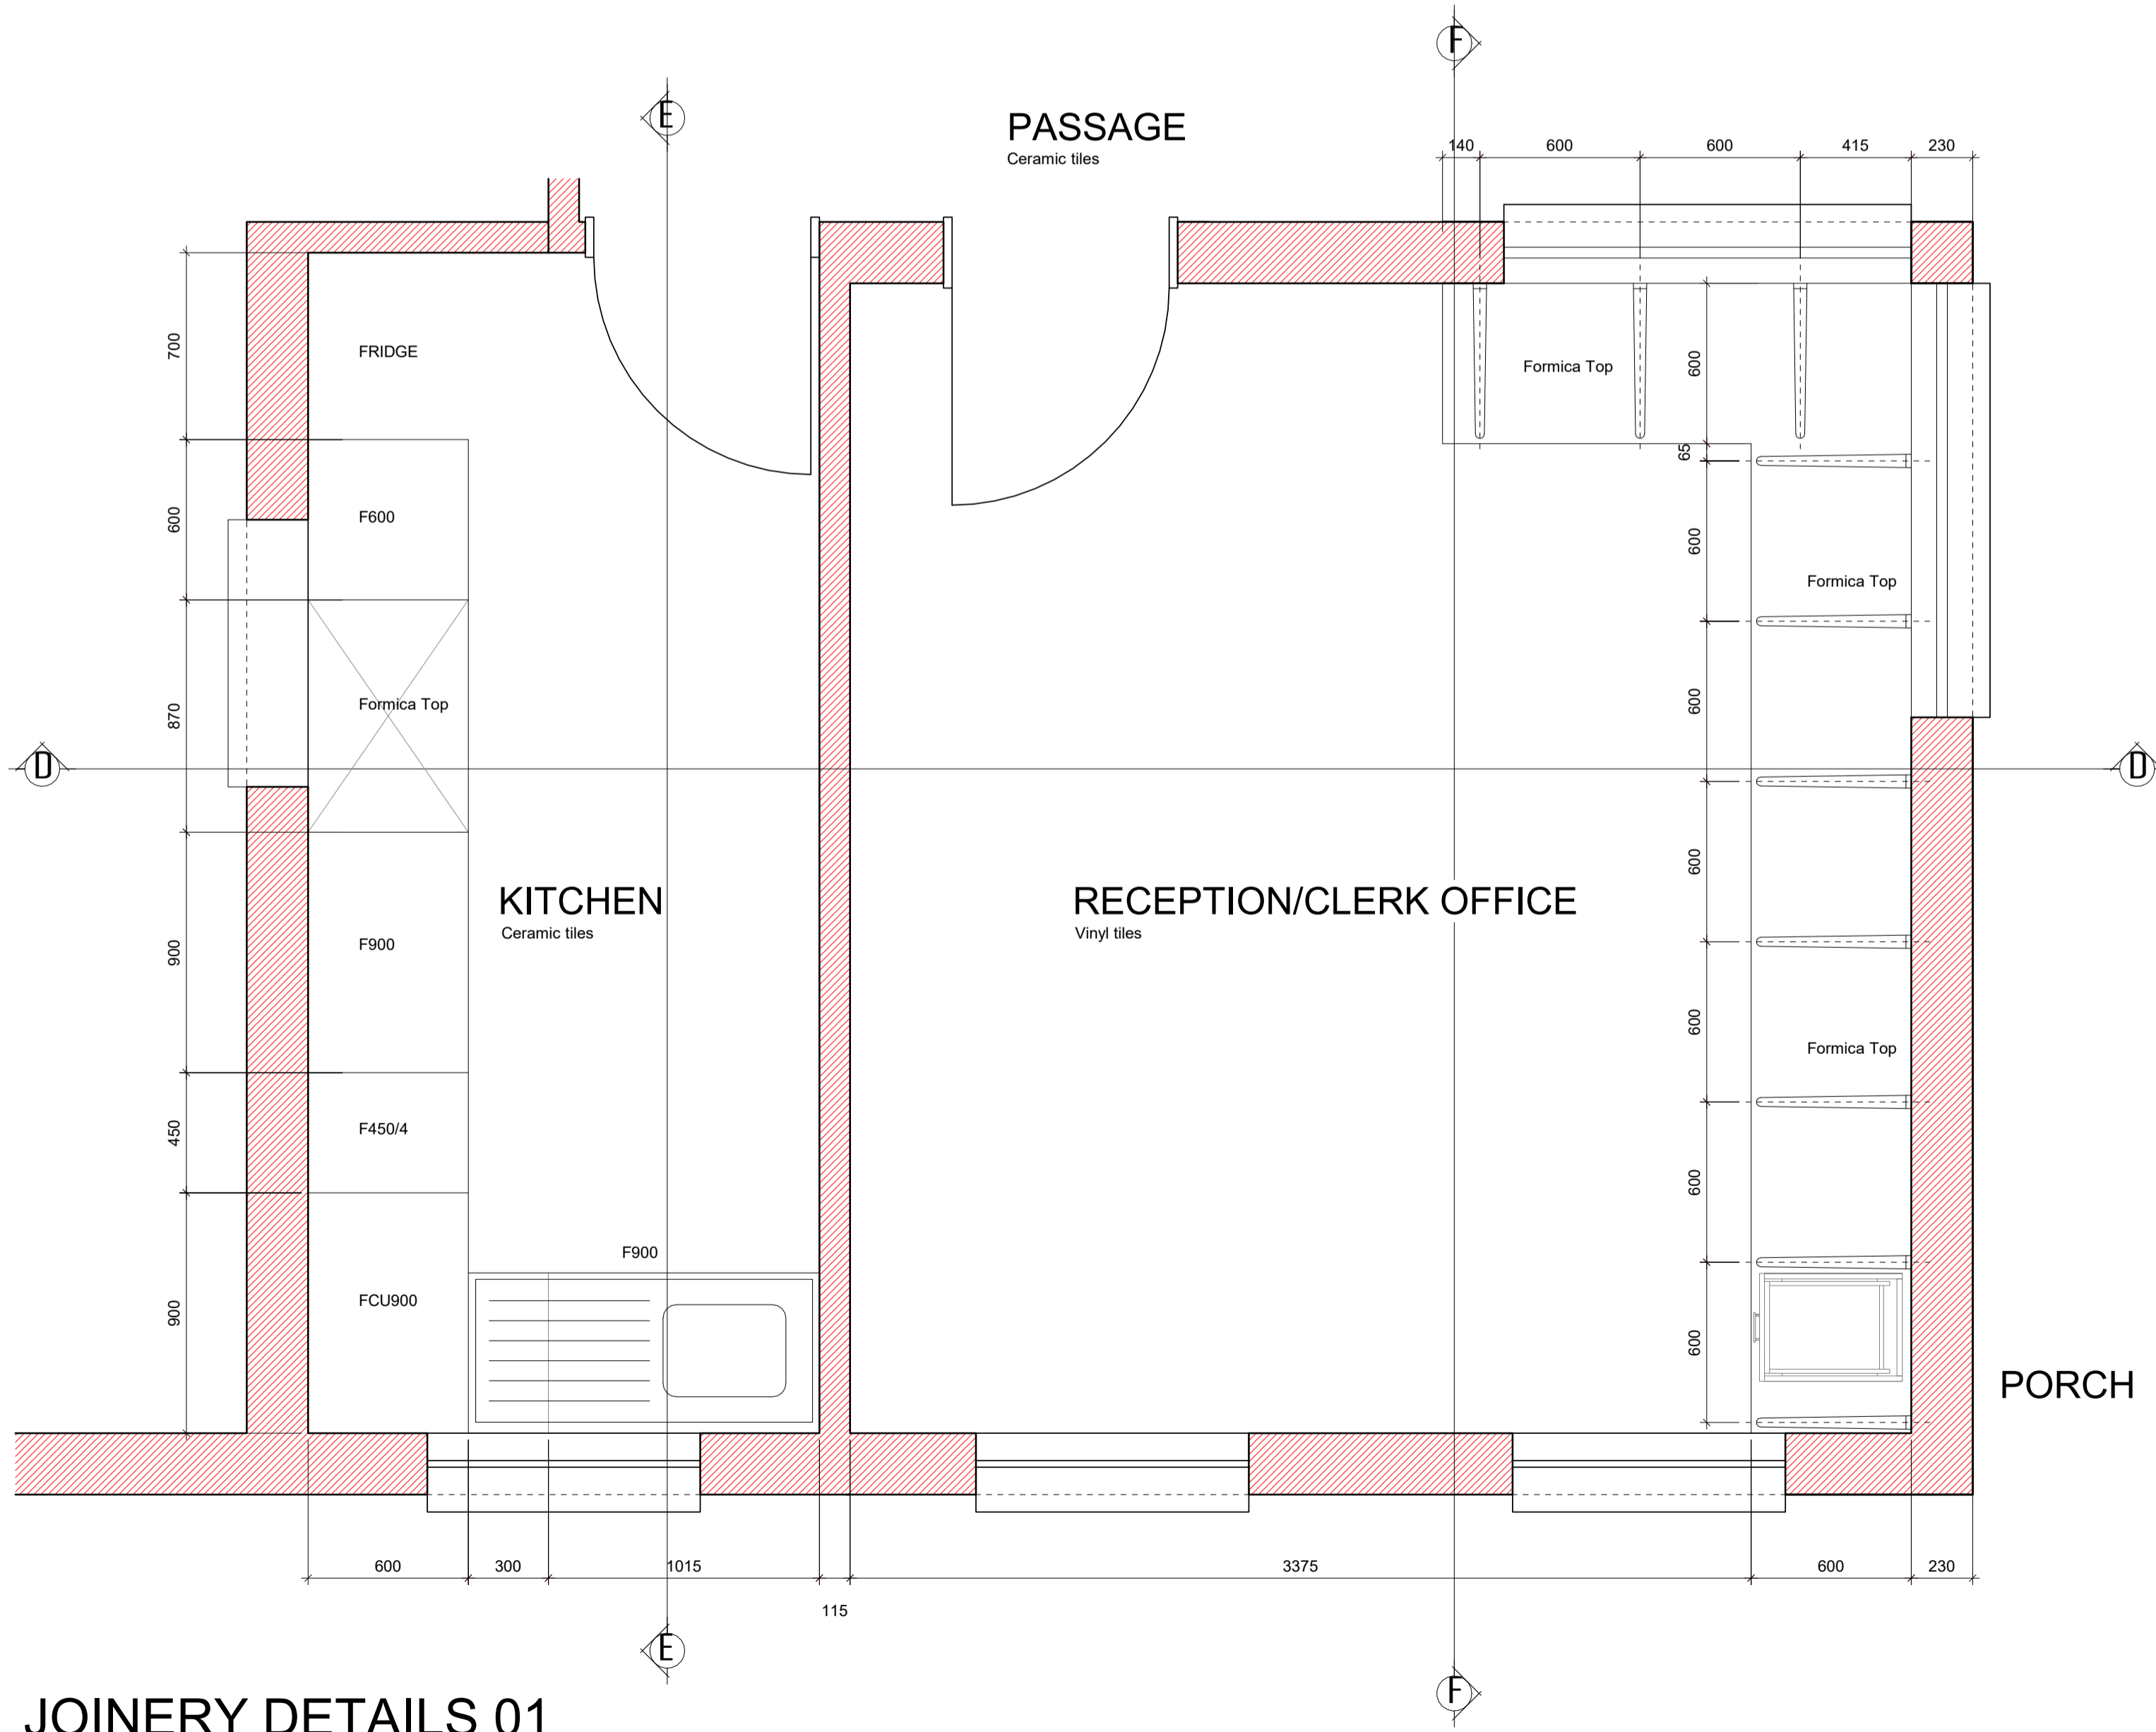 F
E
PASSAGE
Ceramic tiles
140 600 600 415 230
700
FRIDGE
Formica Top
600
65
600
F600
600
Formica Top
870
Formica Top
600
D
D
600
KITCHEN
Ceramic tiles
RECEPTION/CLERK OFFICE
Vinyl tiles
900
F900
600
Formica Top
450
F450/4
600
F900
900
FCU900
600
PORCH
600 300 1015 3375 600 230
115
E
F
JOINERY DETAILS 01